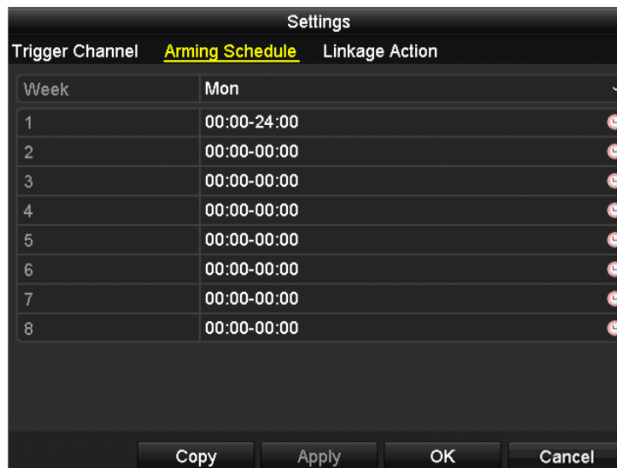 Settings
Trigger Channel Arming Schedule Linkage Action
Week Mon
1 00:00-24:00
2 00:00-00:00
3 00:00-00:00
4 00:00-00:00
5 00:00-00:00
6 00:00-00:00
7 00:00-00:00
8 00:00-00:00
Copy Apply OK Cancel